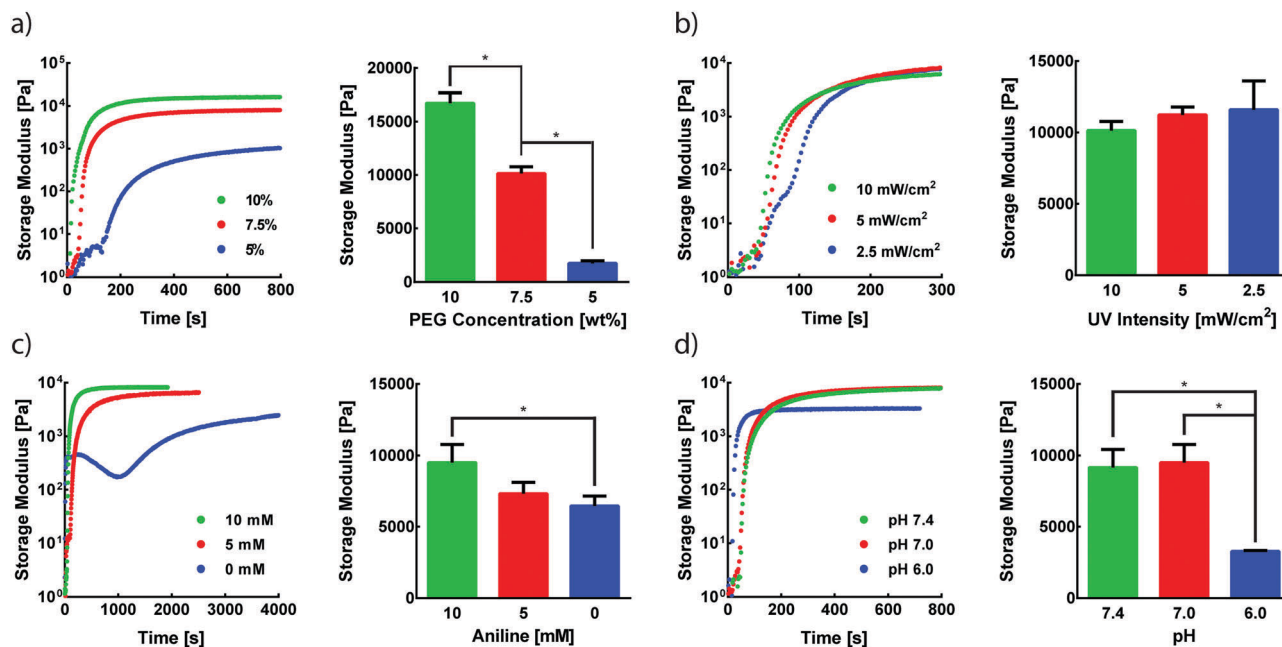 a)
Storage Modulus [Pa]
10⁵
10⁴
10³
10²
10¹
10⁰
0 200 400 600 800
Time [s]
10%
7.5%
5%
Storage Modulus [Pa]
20000
15000
10000
5000
0
* *
10 7.5 5
PEG Concentration [wt%]
b)
Storage Modulus [Pa]
10⁴
10³
10²
10¹
10⁰
0 100 200 300
Time [s]
10 mW/cm²
5 mW/cm²
2.5 mW/cm²
Storage Modulus [Pa]
15000
10000
5000
0
10 5 2.5
UV Intensity [mW/cm²]
c)
Storage Modulus [Pa]
10⁴
10³
10²
10¹
10⁰
0 1000 2000 3000 4000
Time [s]
10 mM
5 mM
0 mM
Storage Modulus [Pa]
15000
10000
5000
0
*
10 5 0
Aniline [mM]
d)
Storage Modulus [Pa]
10⁴
10³
10²
10¹
10⁰
0 200 400 600 800
Time [s]
pH 7.4
pH 7.0
pH 6.0
Storage Modulus [Pa]
15000
10000
5000
0
*
*
7.4 7.0 6.0
pH